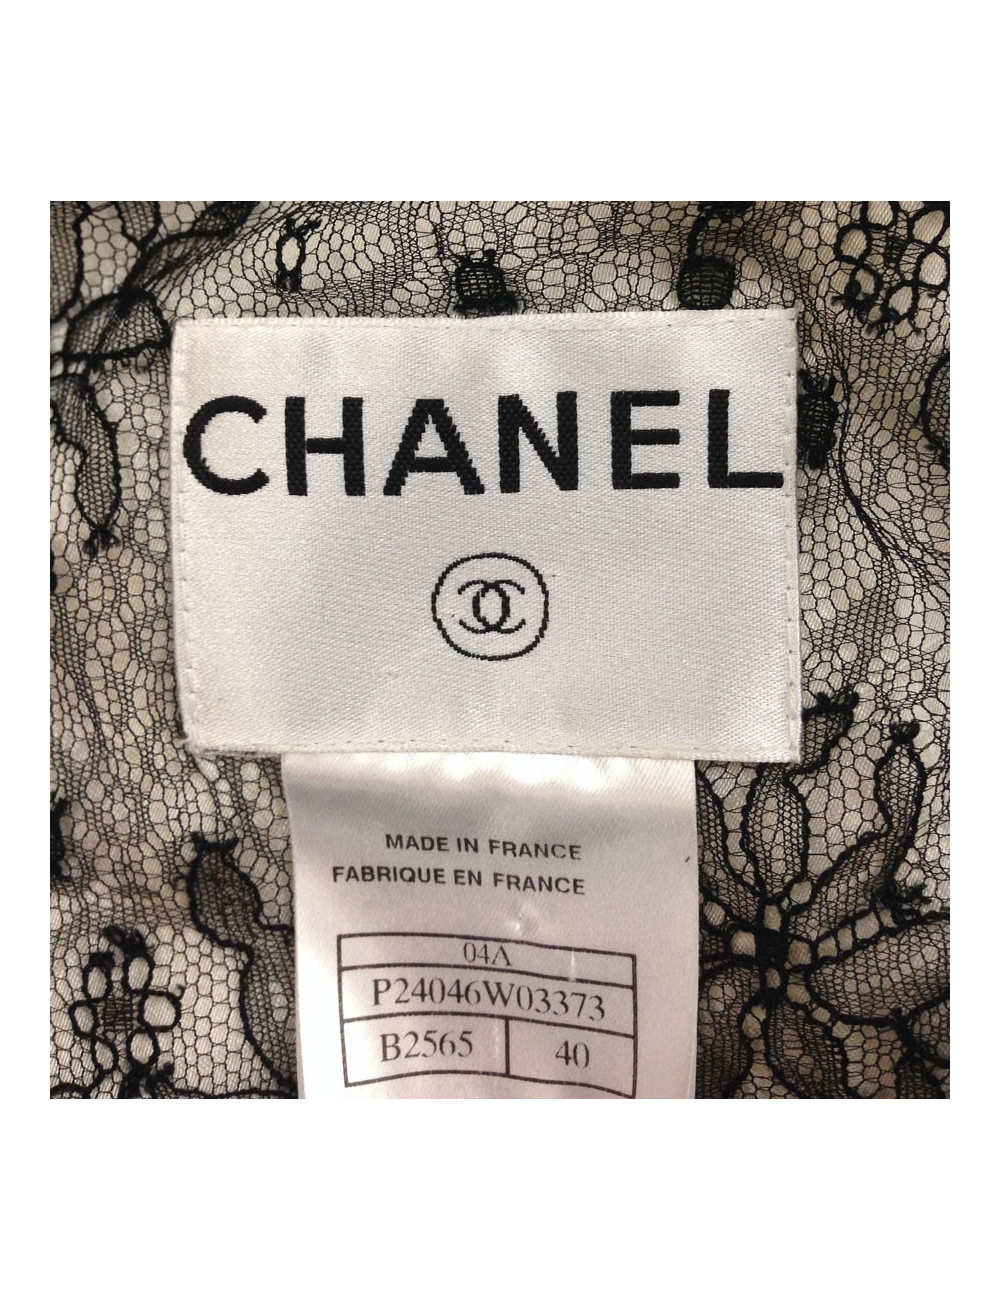 CHANEL
MADE IN FRANCE
FABRIQUE EN FRANCE
04A
P24046W03373
B2565 40